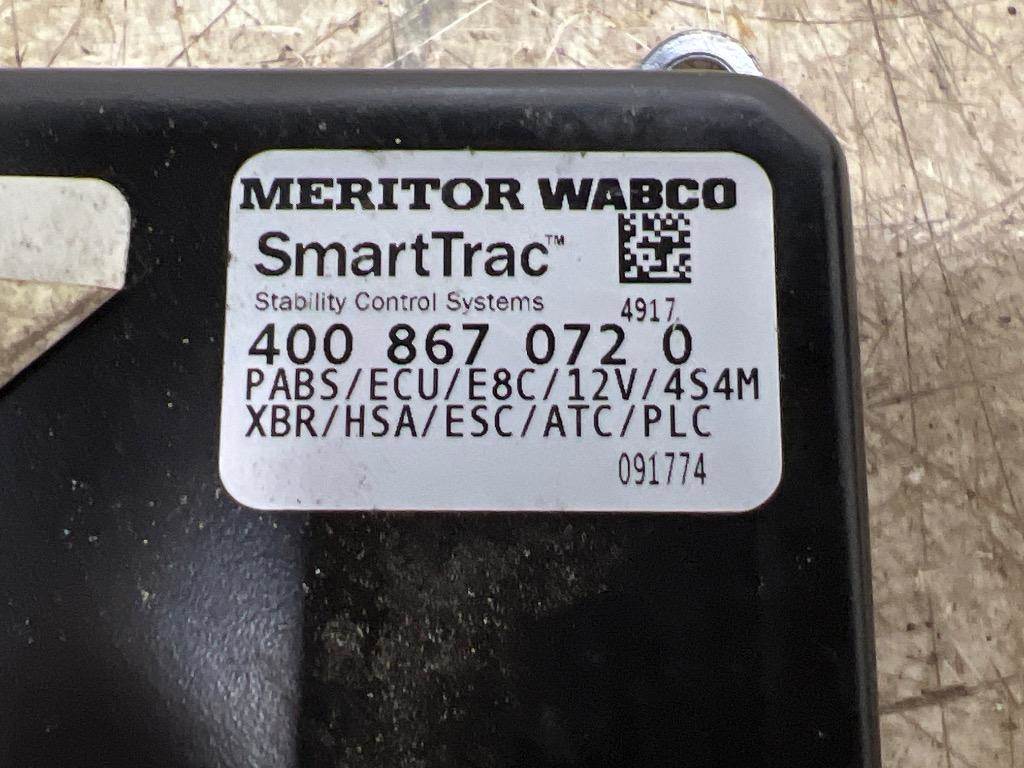 MERITOR WABCO
SmartTrac™
Stability Control Systems
4917
400 867 072 0
PABS/ECU/E8C/12V/4S4M
XBR/HSA/ESC/ATC/PLC
091774